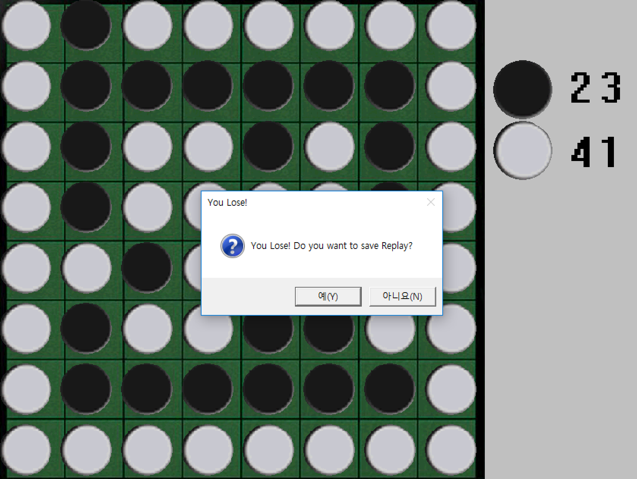 23
41
You Lose!
You Lose! Do you want to save Replay?
예(Y) 아니요(N)